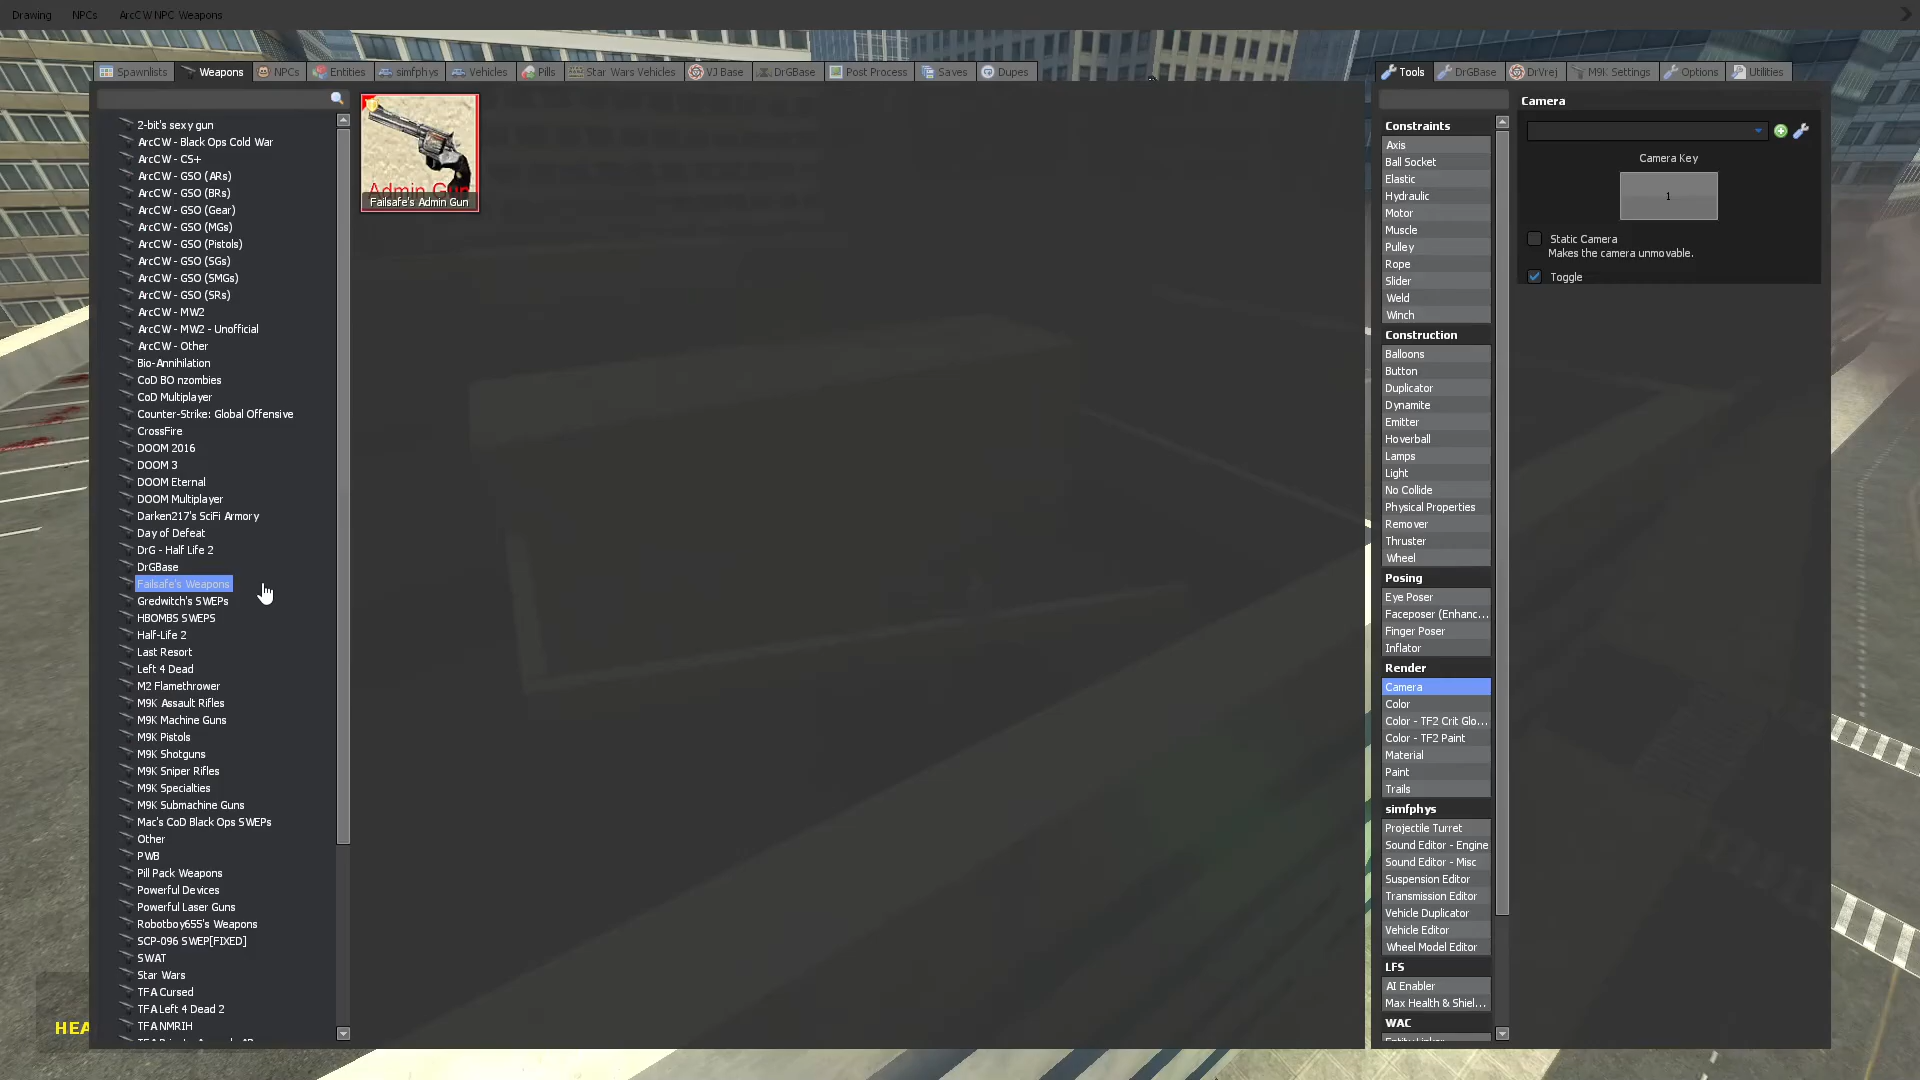 Drawing NPCs ArcCW NPC Weapons
Spawnlists Weapons NPCs Entities simfphys Vehicles Pills Star Wars Vehicles VJ Base DrGBase Post Process Saves Dupes
2-bit's sexy gun
ArcCW - Black Ops Cold War
ArcCW - CS+
ArcCW - GSO (ARs)
ArcCW - GSO (BRs)
ArcCW - GSO (Gear)
ArcCW - GSO (MGs)
ArcCW - GSO (Pistols)
ArcCW - GSO (SGs)
ArcCW - GSO (SMGs)
ArcCW - GSO (SRs)
ArcCW - MW2
ArcCW - MW2 - Unofficial
ArcCW - Other
Bio-Annihilation
CoD BO nzombies
CoD Multiplayer
Counter-Strike: Global Offensive
CrossFire
DOOM 2016
DOOM 3
DOOM Eternal
DOOM Multiplayer
Darken217's SciFi Armory
Day of Defeat
DrG - Half Life 2
DrGBase
Failsafe's Weapons
Gredwitch's SWEPs
HBOMBS SWEPS
Half-Life 2
Last Resort
Left 4 Dead
M2 Flamethrower
M9K Assault Rifles
M9K Machine Guns
M9K Pistols
M9K Shotguns
M9K Sniper Rifles
M9K Specialties
M9K Submachine Guns
Mac's CoD Black Ops SWEPs
Other
PWB
Pill Pack Weapons
Powerful Devices
Powerful Laser Guns
Robotboy655's Weapons
SCP-096 SWEP[FIXED]
SWAT
Star Wars
TFA Cursed
TFA Left 4 Dead 2
TFA NMRIH
HEA
Admin Gun
Failsafe's Admin Gun
Tools DrGBase DrVrej M9K Settings Options Utilities
Constraints
Axis
Ball Socket
Elastic
Hydraulic
Motor
Muscle
Pulley
Rope
Slider
Weld
Winch
Construction
Balloons
Button
Duplicator
Dynamite
Emitter
Hoverball
Lamps
Light
No Collide
Physical Properties
Remover
Thruster
Wheel
Posing
Eye Poser
Faceposer (Enhanc...
Finger Poser
Inflator
Render
Camera
Color
Color - TF2 Crit Glo...
Color - TF2 Paint
Material
Paint
Trails
simfphys
Projectile Turret
Sound Editor - Engine
Sound Editor - Misc
Suspension Editor
Transmission Editor
Vehicle Duplicator
Vehicle Editor
Wheel Model Editor
LFS
AI Enabler
Max Health & Shiel...
WAC
Camera
Camera Key
1
Static Camera
Makes the camera unmovable.
Toggle